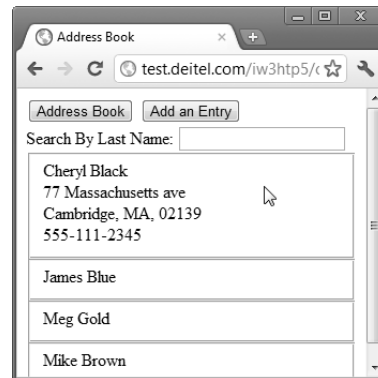 Address Book
test.deitel.com/iw3htp5/
Address Book Add an Entry
Search By Last Name:
Cheryl Black
77 Massachusetts ave
Cambridge, MA, 02139
555-111-2345
James Blue
Meg Gold
Mike Brown